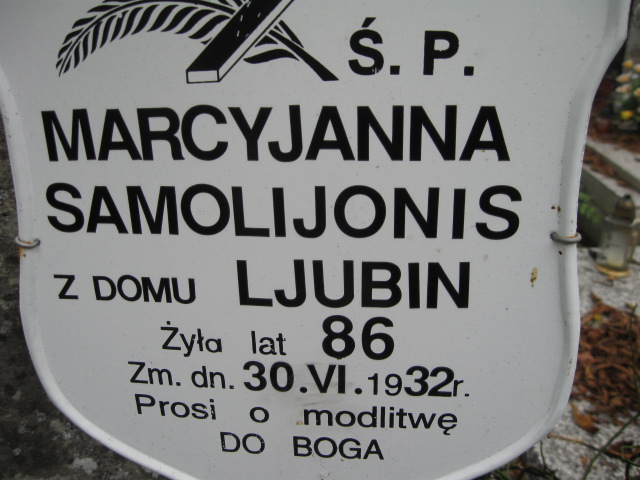 Ś. P.
MARCYJANNA
SAMOLIJONIS
Z DOMU LJUBIN
Żyła lat 86
Zm. dn. 30.VI.1932r.
Prosi o modlitwę
DO BOGA